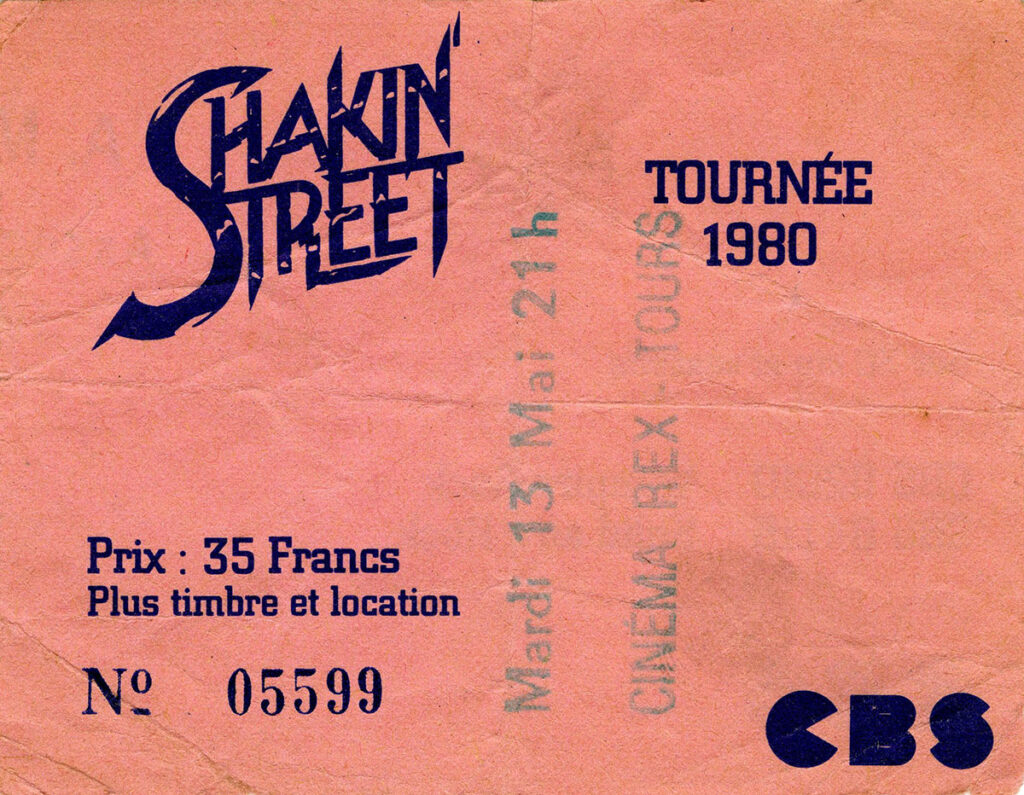 SHAKIN'
STREET
TOURNÉE
1980
Mardi 13 Mai 21 h
CINÉMA REX - TOURS
Prix : 35 Francs
Plus timbre et location
Nº 05599
CBS